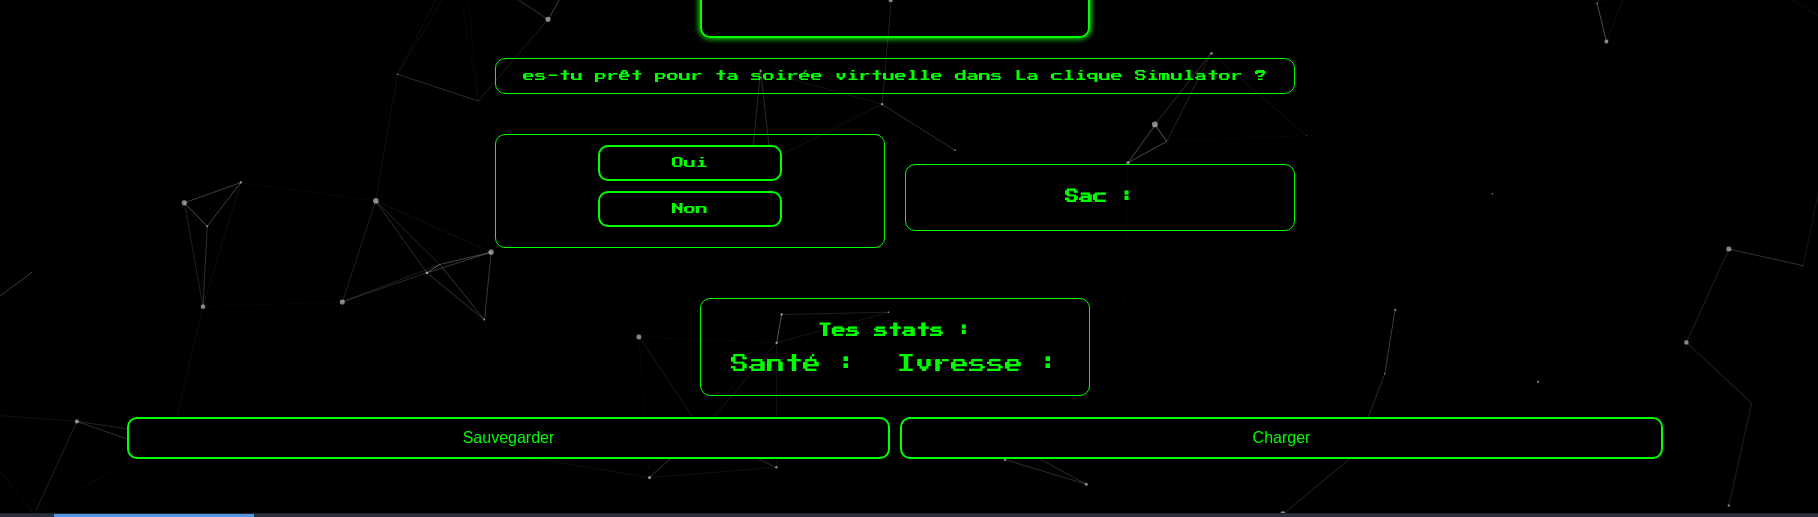 es-tu prêt pour ta soirée virtuelle dans La clique Simulator ?
Oui
Non
Sac :
Tes stats :
Santé : Ivresse :
Sauvegarder
Charger